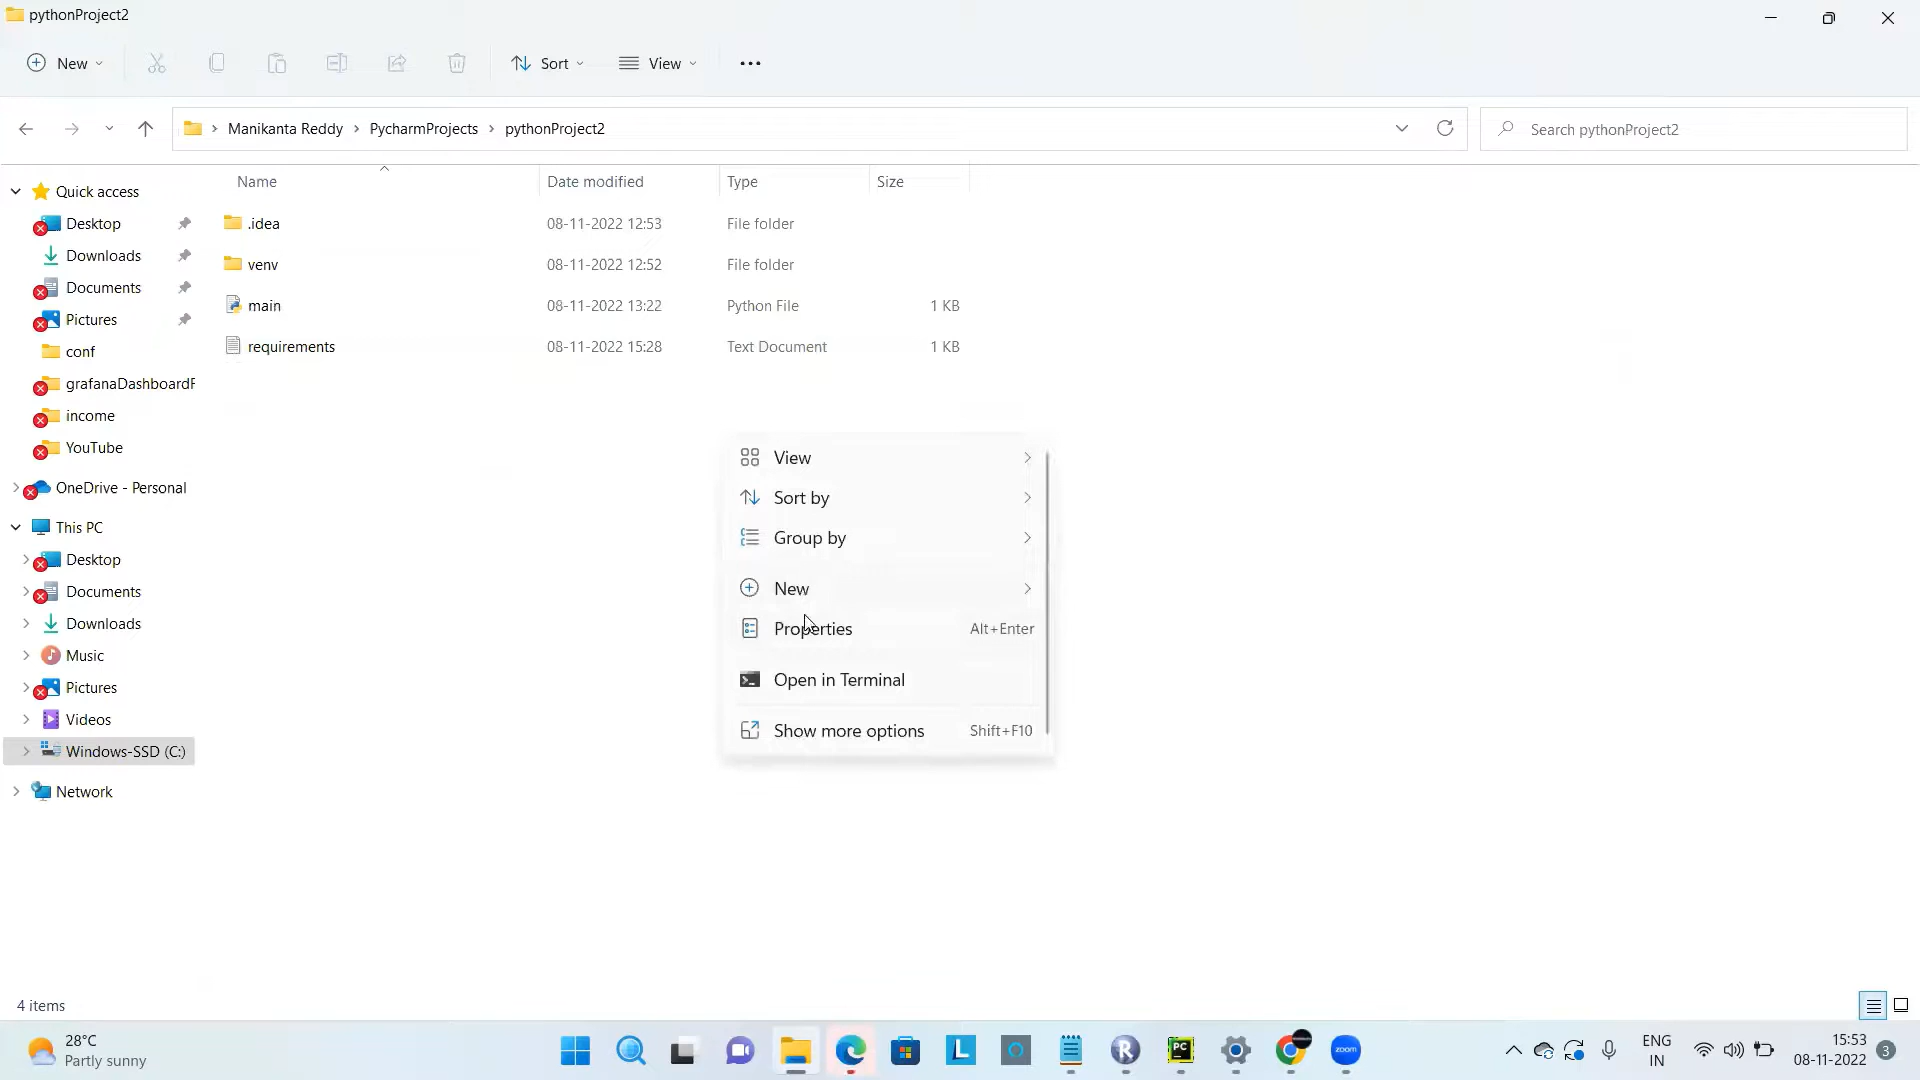 pythonProject2
New
Sort
View
Manikanta Reddy > PycharmProjects > pythonProject2
Search pythonProject2
Name Date modified Type Size
Quick access
Desktop
Downloads
Documents
Pictures
conf
grafanaDashboardF
income
YouTube
OneDrive - Personal
This PC
Desktop
Documents
Downloads
Music
Pictures
Videos
Windows-SSD (C:)
Network
.idea 08-11-2022 12:53 File folder
venv 08-11-2022 12:52 File folder
main 08-11-2022 13:22 Python File 1 KB
requirements 08-11-2022 15:28 Text Document 1 KB
View
Sort by
Group by
New
Properties Alt+Enter
Open in Terminal
Show more options Shift+F10
4 items
28°C
Partly sunny
L
R
PC
zoom
ENG
IN
15:53
08-11-2022
3